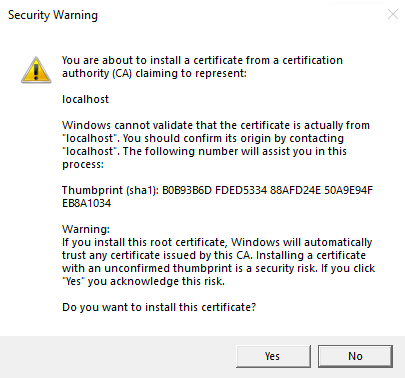 Security Warning
You are about to install a certificate from a certification
authority (CA) claiming to represent:
localhost
Windows cannot validate that the certificate is actually from
"localhost". You should confirm its origin by contacting
"localhost". The following number will assist you in this
process:
Thumbprint (sha1): B0B93B6D FDED5334 88AFD24E 50A9E94F
EB8A1034
Warning:
If you install this root certificate, Windows will automatically
trust any certificate issued by this CA. Installing a certificate
with an unconfirmed thumbprint is a security risk. If you click
"Yes" you acknowledge this risk.
Do you want to install this certificate?
Yes
No